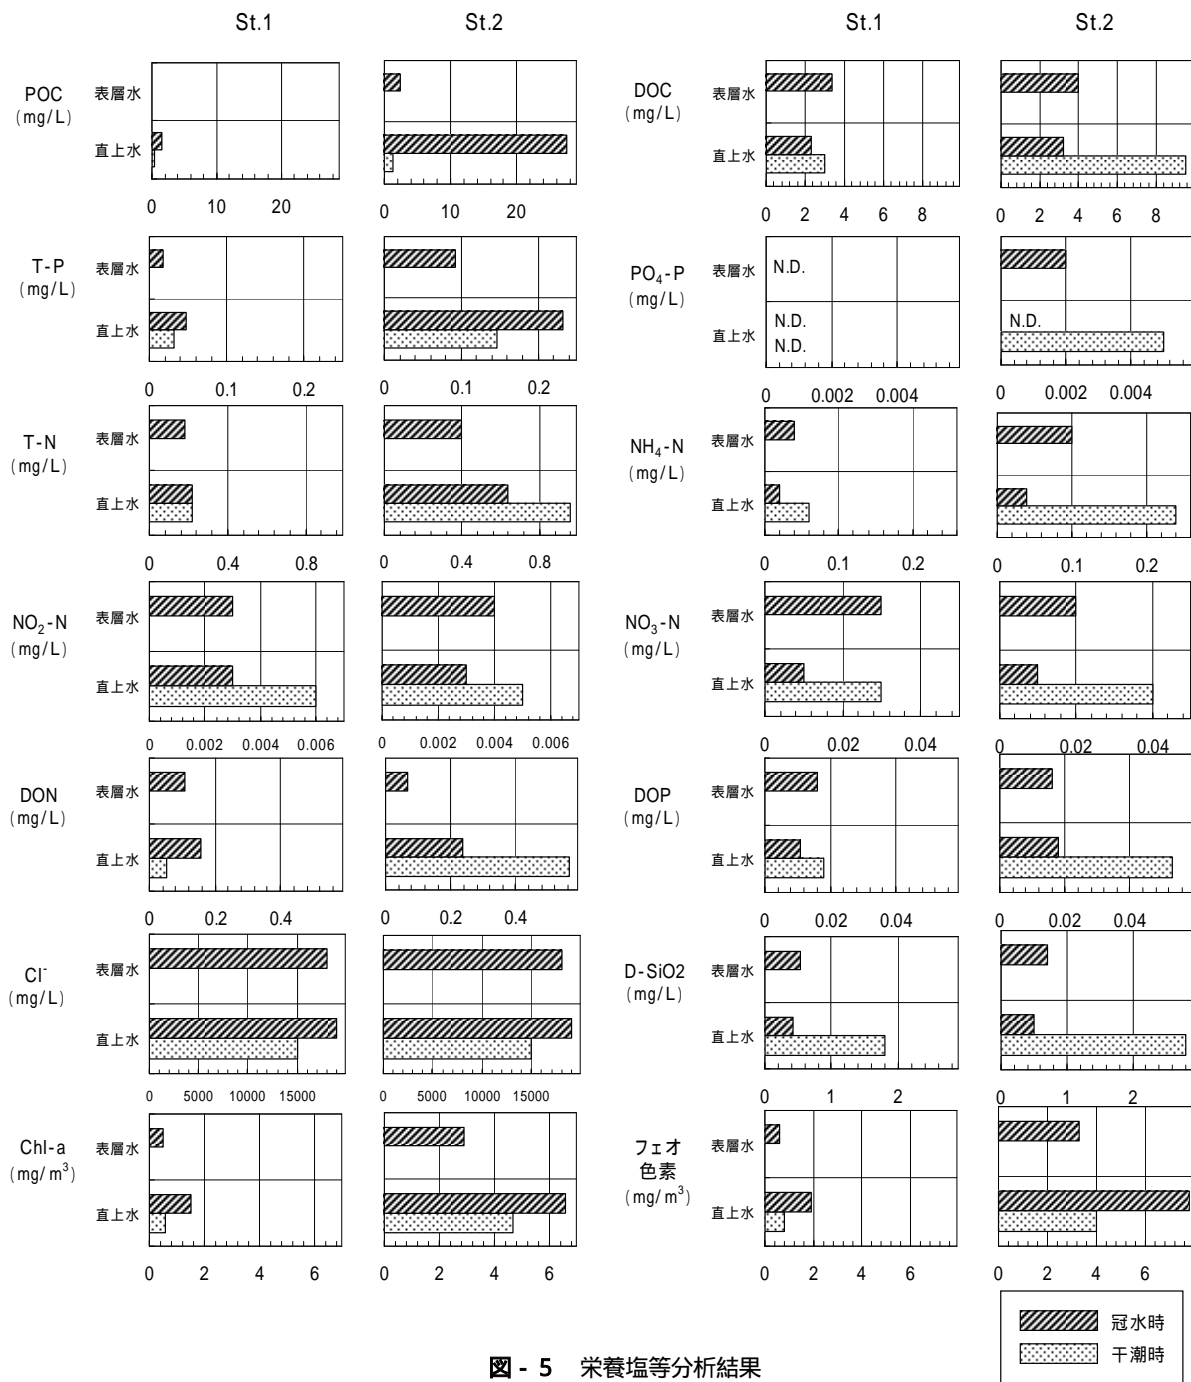 St.1 St.2 St.1 St.2
POC
(mg/L)
表層水
直上水
0 10 20
0 10 20
DOC
(mg/L)
表層水
直上水
0 2 4 6 8
0 2 4 6 8
T-P
(mg/L)
表層水
直上水
0 0.1 0.2
0 0.1 0.2
PO₄-P
(mg/L)
表層水
直上水
N.D.
N.D.
N.D.
N.D.
0 0.002 0.004
0 0.002 0.004
T-N
(mg/L)
表層水
直上水
0 0.4 0.8
0 0.4 0.8
NH₄-N
(mg/L)
表層水
直上水
0 0.1 0.2
0 0.1 0.2
NO₂-N
(mg/L)
表層水
直上水
0 0.002 0.004 0.006
0 0.002 0.004 0.006
NO₃-N
(mg/L)
表層水
直上水
0 0.02 0.04
0 0.02 0.04
DON
(mg/L)
表層水
直上水
0 0.2 0.4
0 0.2 0.4
DOP
(mg/L)
表層水
直上水
0 0.02 0.04
0 0.02 0.04
Cl⁻
(mg/L)
表層水
直上水
0 5000 10000 15000
0 5000 10000 15000
D-SiO2
(mg/L)
表層水
直上水
0 1 2
0 1 2
Chl-a
(mg/m³)
表層水
直上水
0 2 4 6
0 2 4 6
フェオ
色素
(mg/m³)
表層水
直上水
0 2 4 6
0 2 4 6
冠水時
干潮時
図 - 5 栄養塩等分析結果